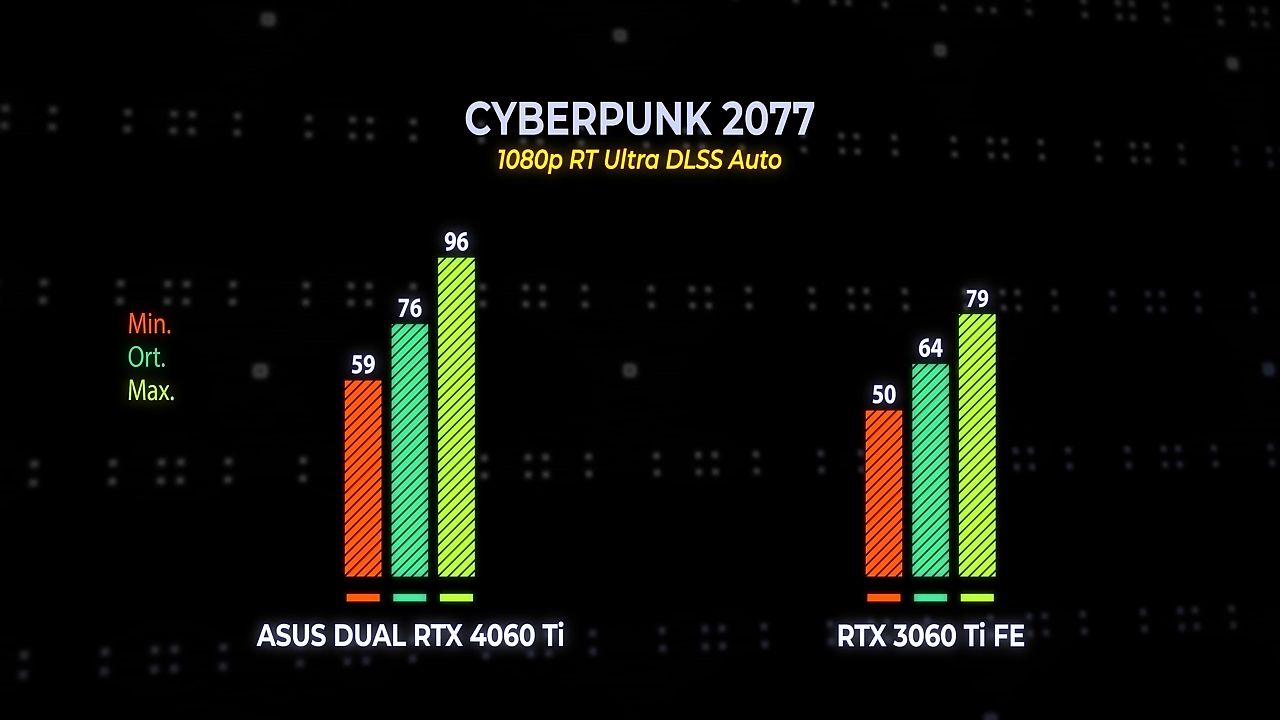 CYBERPUNK 2077
1080p RT Ultra DLSS Auto
Min.
Ort.
Max.
59
76
96
50
64
79
ASUS DUAL RTX 4060 Ti
RTX 3060 Ti FE